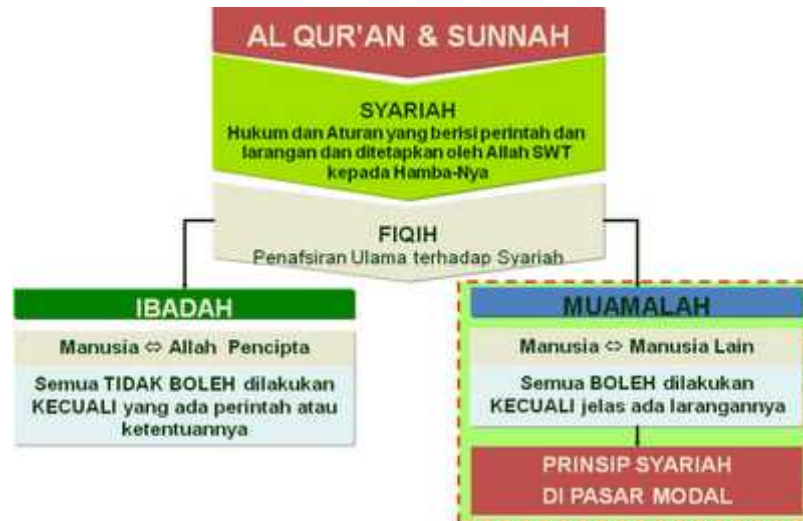 AL QUR'AN & SUNNAH
SYARIAH
Hukum dan Aturan yang berisi perintah dan
larangan dan ditetapkan oleh Allah SWT
kepada Hamba-Nya
FIQIH
Penafsiran Ulama terhadap Syariah
IBADAH
Manusia ⇔ Allah Pencipta
Semua TIDAK BOLEH dilakukan
KECUALI yang ada perintah atau
ketentuannya
MUAMALAH
Manusia ⇔ Manusia Lain
Semua BOLEH dilakukan
KECUALI jelas ada larangannya
PRINSIP SYARIAH
DI PASAR MODAL